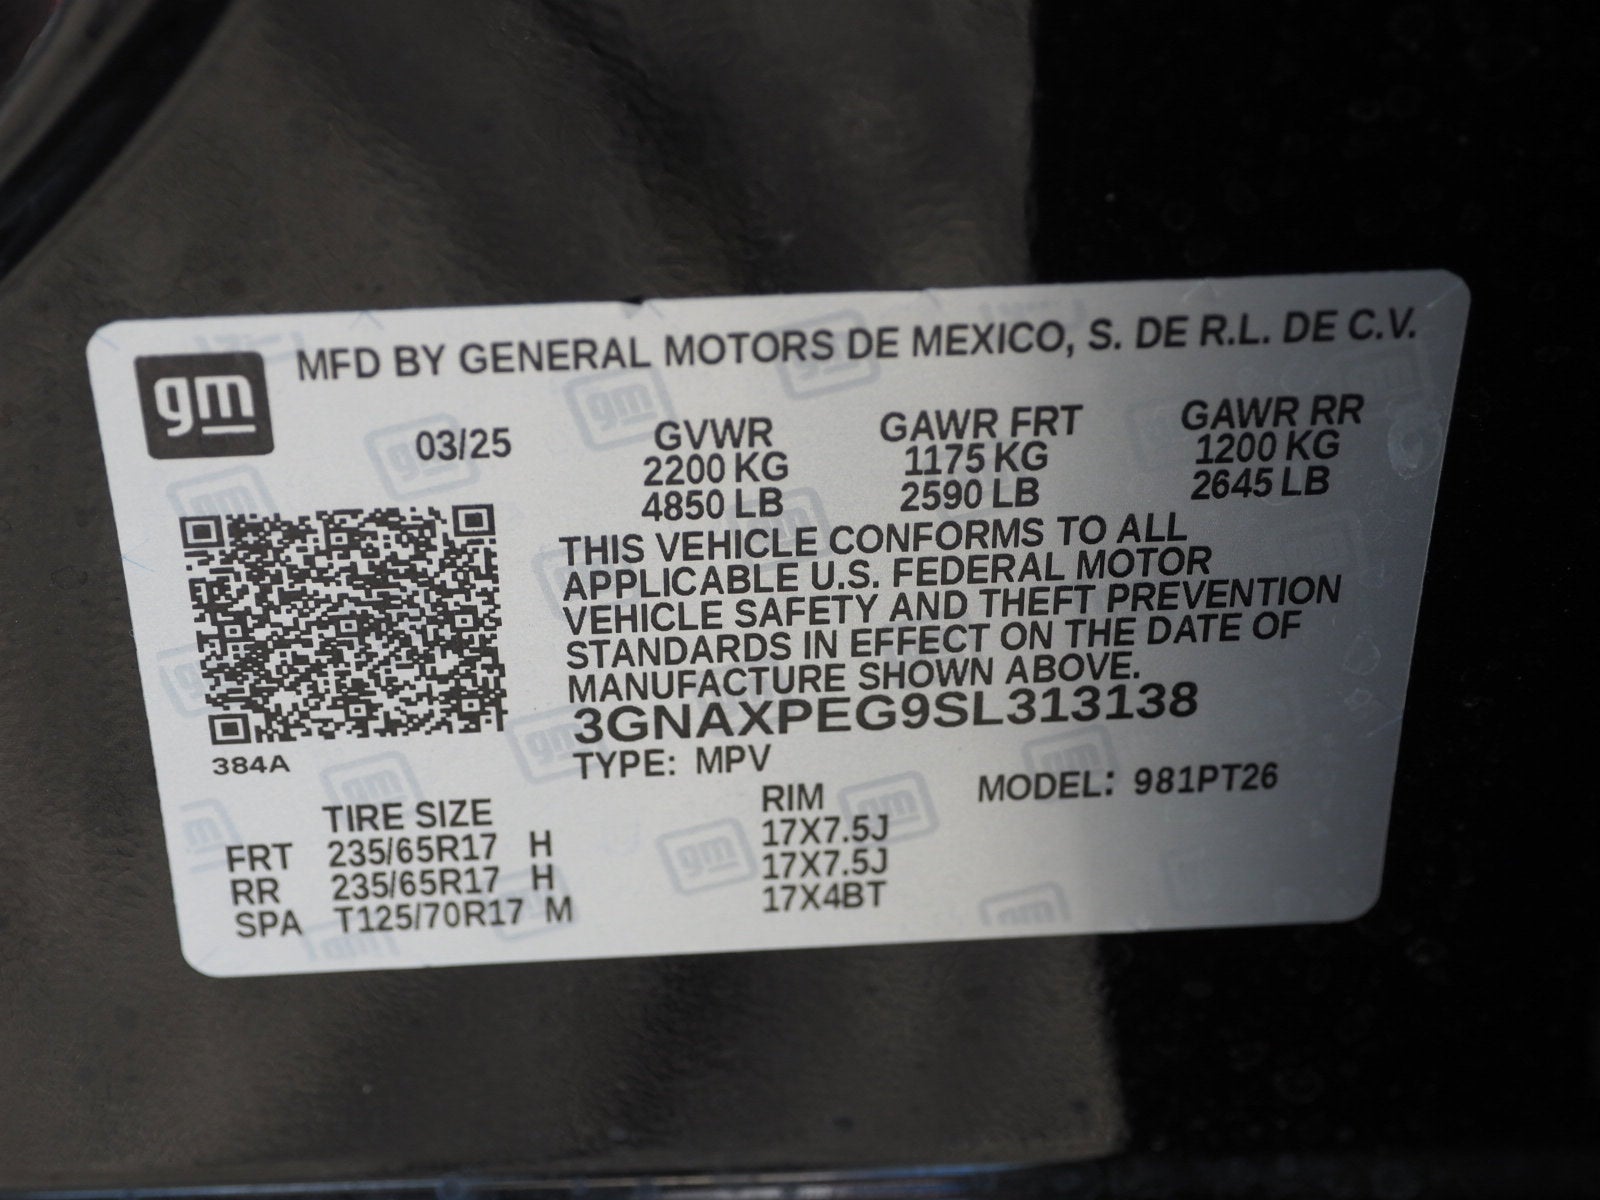 gm MFD BY GENERAL MOTORS DE MEXICO, S. DE R.L. DE C.V.
03/25 GVWR GAWR FRT GAWR RR
2200 KG 1175 KG 1200 KG
4850 LB 2590 LB 2645 LB
THIS VEHICLE CONFORMS TO ALL
APPLICABLE U.S. FEDERAL MOTOR
VEHICLE SAFETY AND THEFT PREVENTION
STANDARDS IN EFFECT ON THE DATE OF
MANUFACTURE SHOWN ABOVE.
3GNAXPEG9SL313138
384A
TYPE: MPV
MODEL: 981PT26
TIRE SIZE RIM
FRT 235/65R17 H 17X7.5J
RR 235/65R17 H 17X7.5J
SPA T125/70R17 M 17X4BT